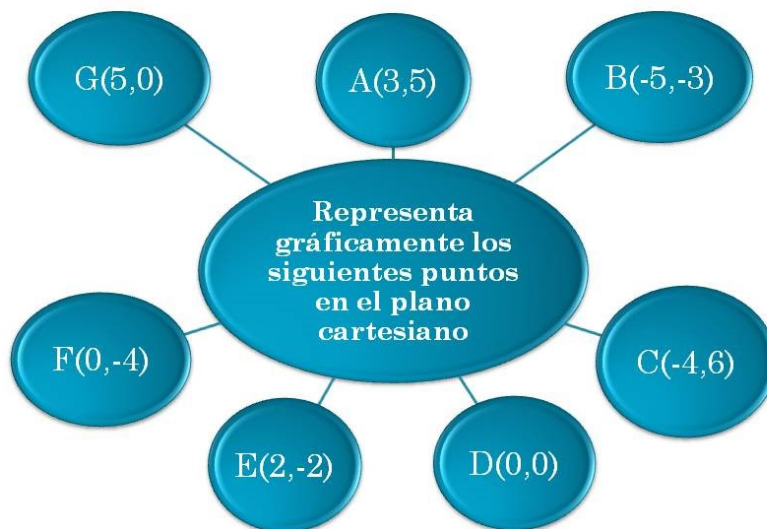 G(5,0)
A(3,5)
B(-5,-3)
Representa
gráficamente los
siguientes puntos
en el plano
cartesiano
F(0,-4)
C(-4,6)
E(2,-2)
D(0,0)